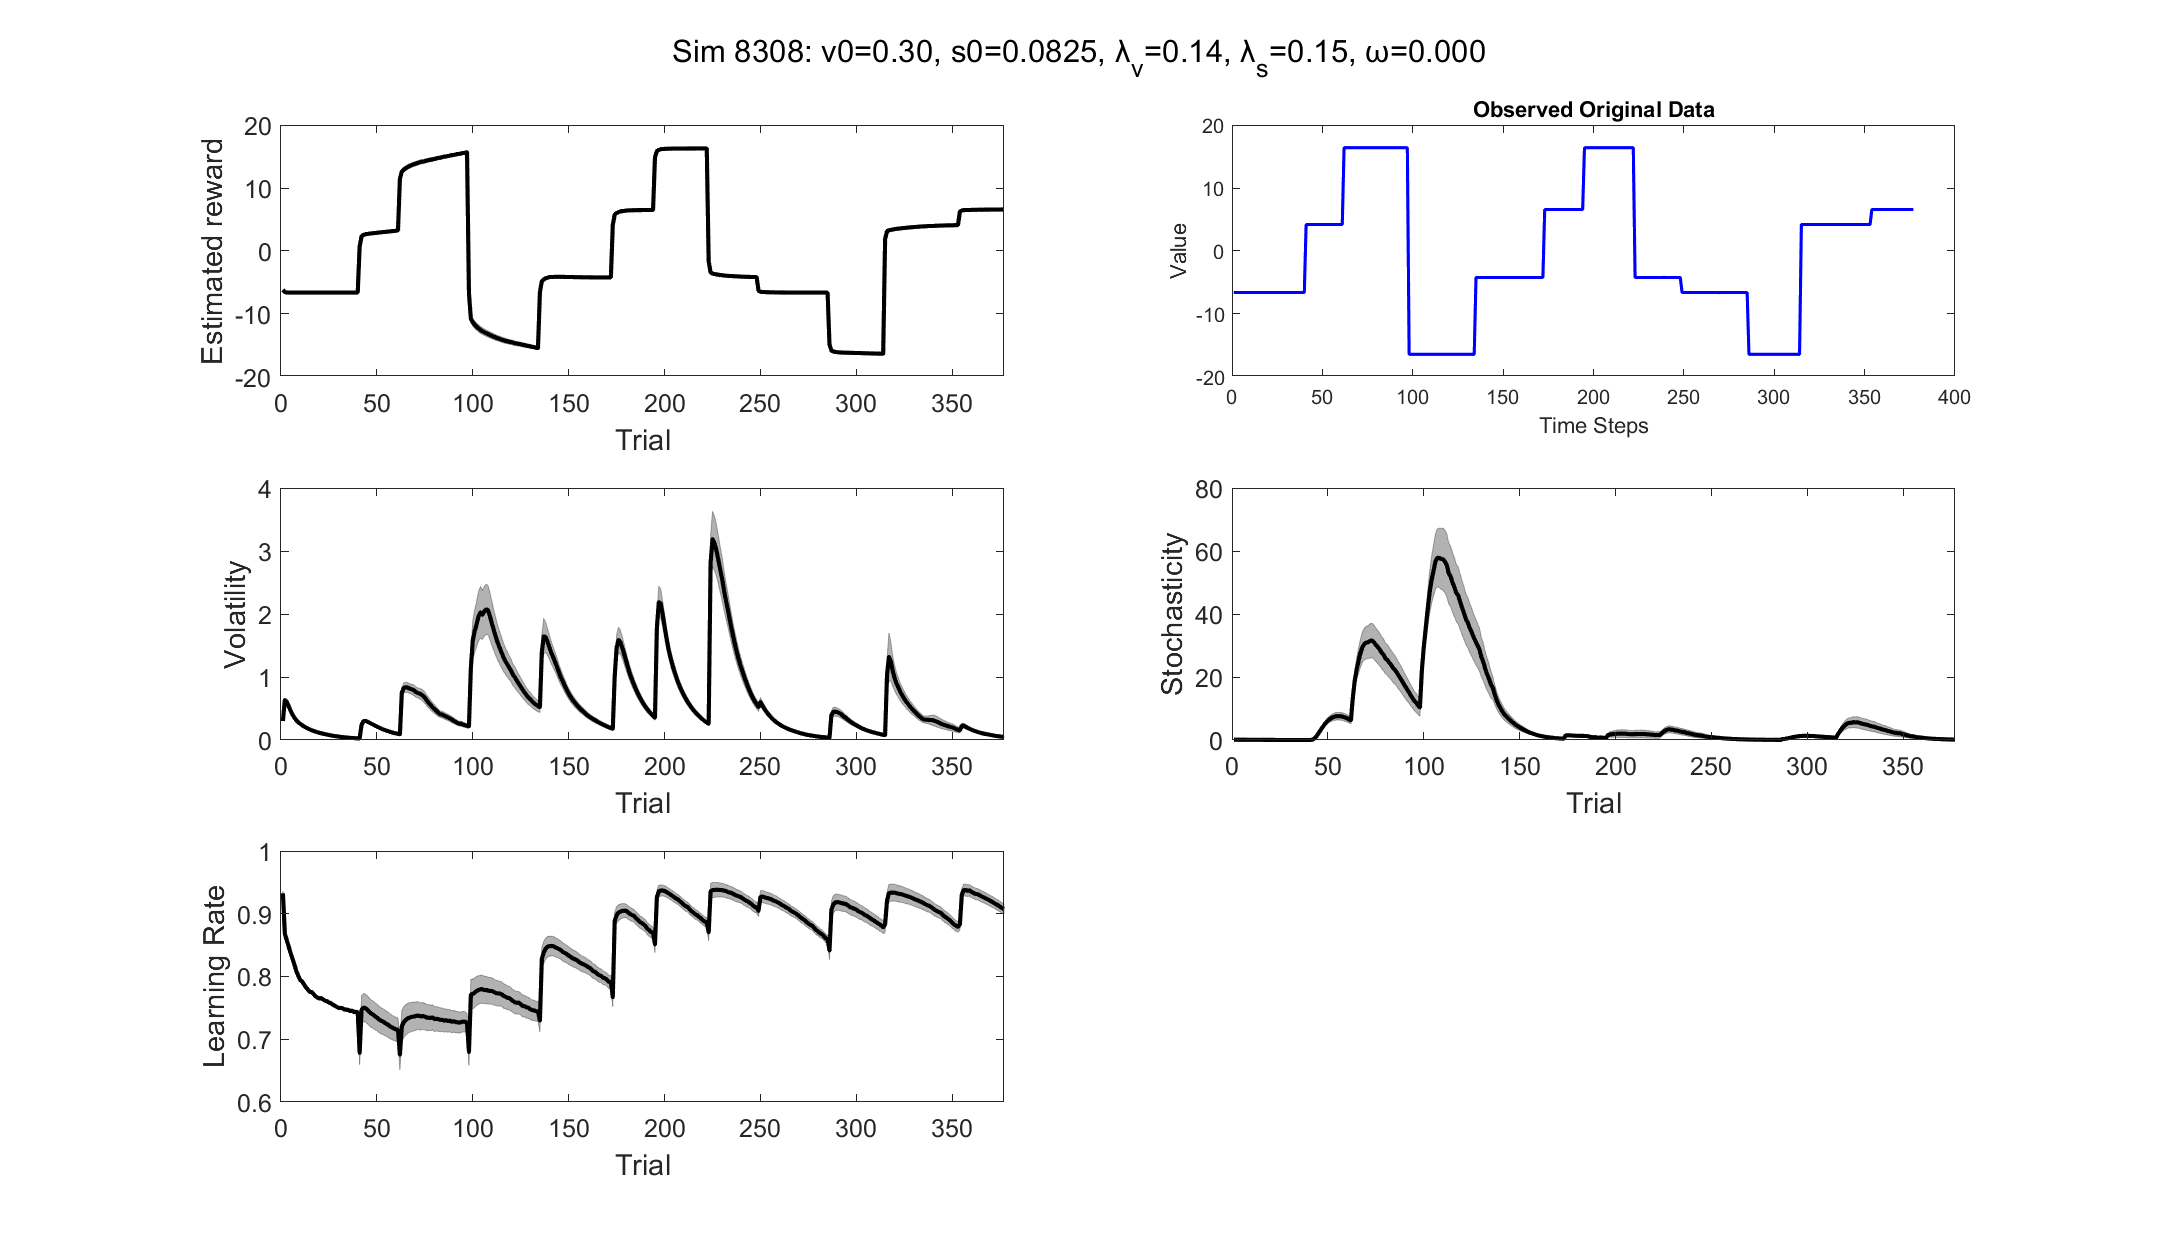 Sim 8308: v0=0.30, s0=0.0825, λ_v=0.14, λ_s=0.15, ω=0.000
Estimated reward
20
10
0
-10
-20
0 50 100 150 200 250 300 350
Trial
Observed Original Data
Value
20
10
0
-10
-20
0 50 100 150 200 250 300 350 400
Time Steps
Volatility
4
3
2
1
0
0 50 100 150 200 250 300 350
Trial
Stochasticity
80
60
40
20
0
0 50 100 150 200 250 300 350
Trial
Learning Rate
1
0.9
0.8
0.7
0.6
0 50 100 150 200 250 300 350
Trial